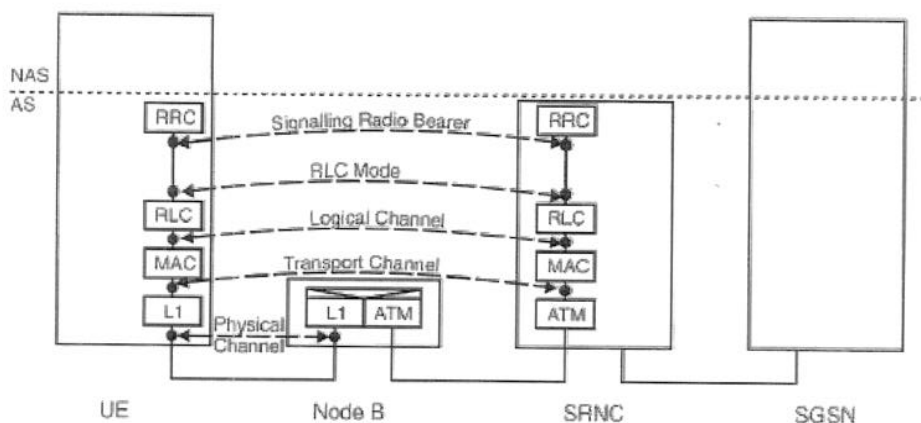 NAS
AS
RRC
Signalling Radio Bearer
RRC
RLC Mode
RLC
Logical Channel
RLC
MAC
Transport Channel
MAC
L1
L1
ATM
ATM
Physical
Channel
UE
Node B
SRNC
SGSN